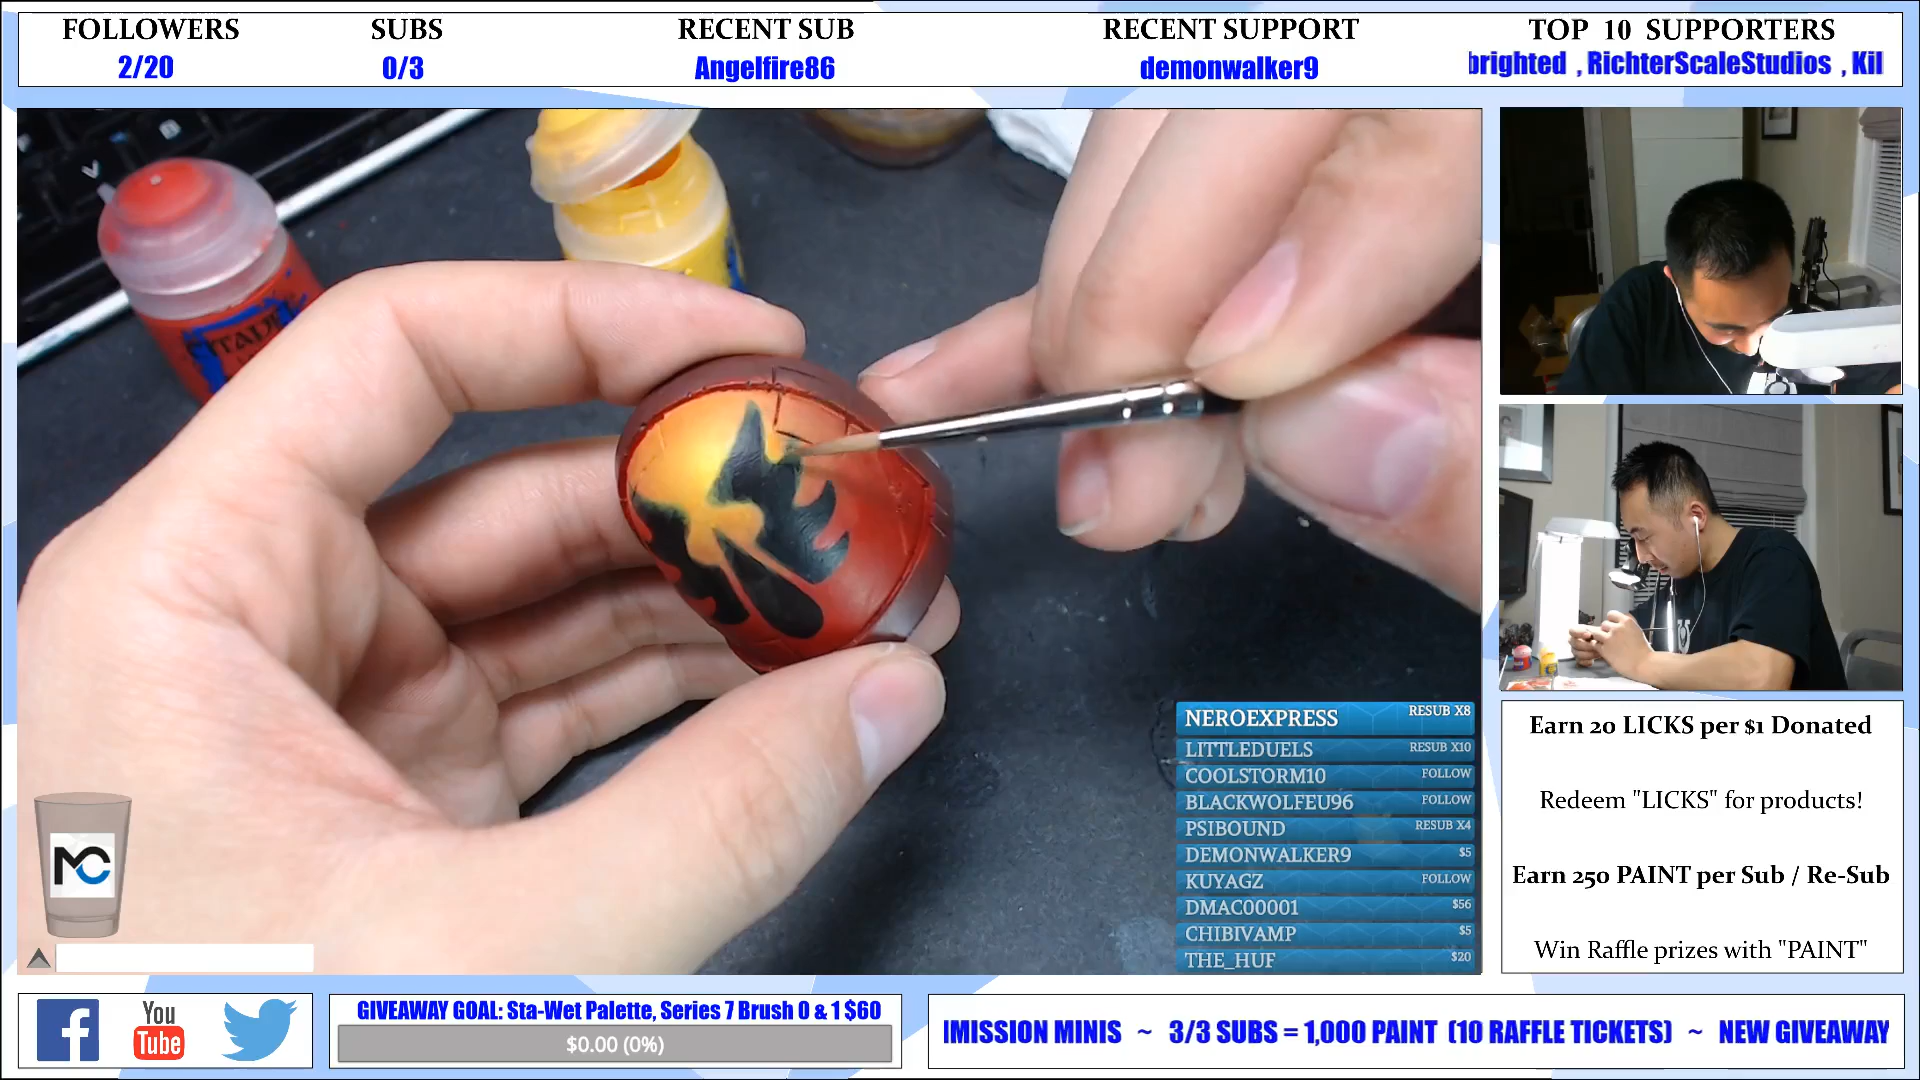 FOLLOWERS
2/20
SUBS
0/3
RECENT SUB
Angelfire86
RECENT SUPPORT
demonwalker9
TOP 10 SUPPORTERS
brighted , RichterScaleStudios , Kil
NEROEXPRESS RESUB X8
LITTLEDUELS RESUB X10
COOLSTORM10 FOLLOW
BLACKWOLFEU96 FOLLOW
PSIBOUND RESUB X4
DEMONWALKER9 $5
KUYAGZ FOLLOW
DMAC00001 $56
CHIBIVAMP $5
THE_HUF $20
Earn 20 LICKS per $1 Donated
Redeem "LICKS" for products!
Earn 250 PAINT per Sub / Re-Sub
Win Raffle prizes with "PAINT"
MC
f
You
Tube
GIVEAWAY GOAL: Sta-Wet Palette, Series 7 Brush 0 & 1 $60
$0.00 (0%)
MISSION MINIS ~ 3/3 SUBS = 1,000 PAINT (10 RAFFLE TICKETS) ~ NEW GIVEAWAY